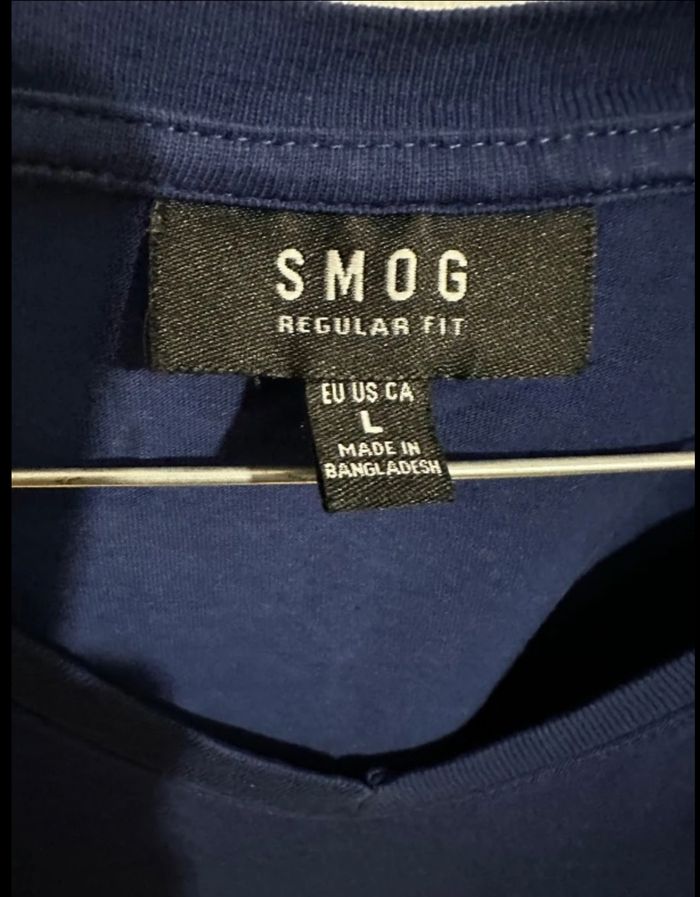 SMOG
REGULAR FIT
EU US CA
L
MADE IN
BANGLADESH